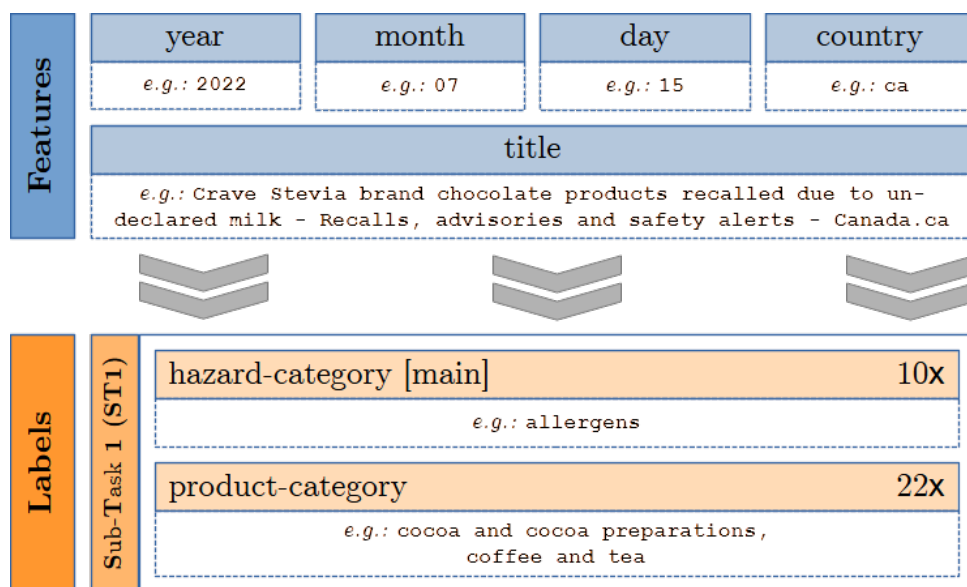 Features
year
month
day
country
e.g.: 2022
e.g.: 07
e.g.: 15
e.g.: ca
title
e.g.: Crave Stevia brand chocolate products recalled due to un-
declared milk - Recalls, advisories and safety alerts - Canada.ca
Labels
Sub-Task 1 (ST1)
hazard-category [main]
10x
e.g.: allergens
product-category
22x
e.g.: cocoa and cocoa preparations,
coffee and tea